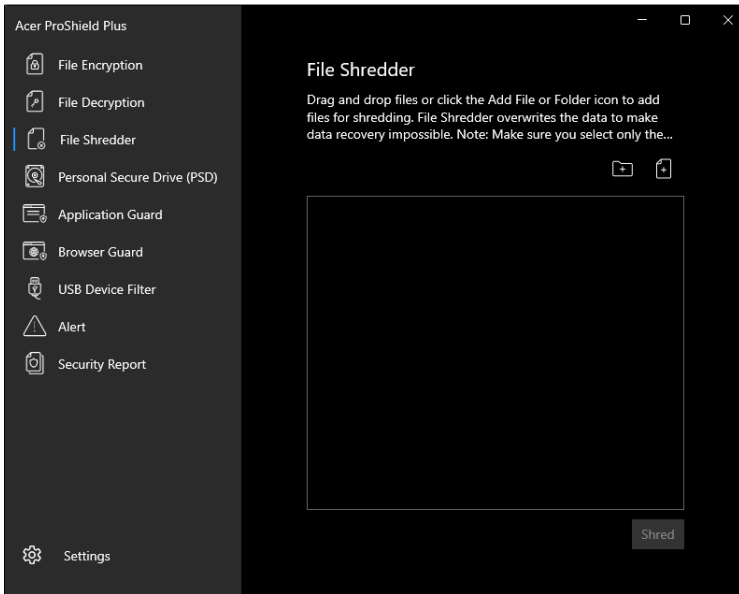 Acer ProShield Plus
File Encryption
File Decryption
File Shredder
Personal Secure Drive (PSD)
Application Guard
Browser Guard
USB Device Filter
Alert
Security Report
Settings
File Shredder
Drag and drop files or click the Add File or Folder icon to add
files for shredding. File Shredder overwrites the data to make
data recovery impossible. Note: Make sure you select only the...
Shred